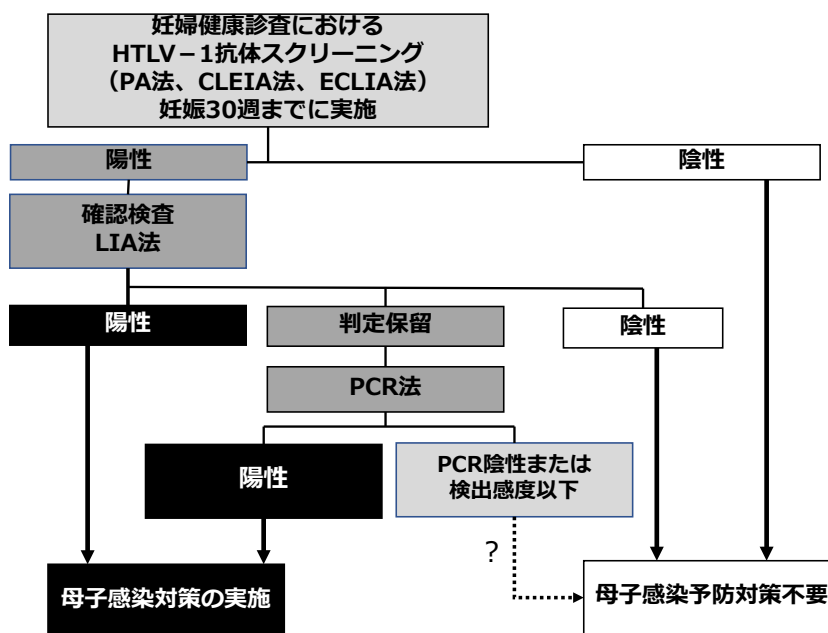 妊婦健康診査における
HTLV－1抗体スクリーニング
（PA法、CLEIA法、ECLIA法）
妊娠30週までに実施
陽性
陰性
確認検査
LIA法
陽性
判定保留
陰性
PCR法
陽性
PCR陰性または
検出感度以下
?
母子感染対策の実施
母子感染予防対策不要